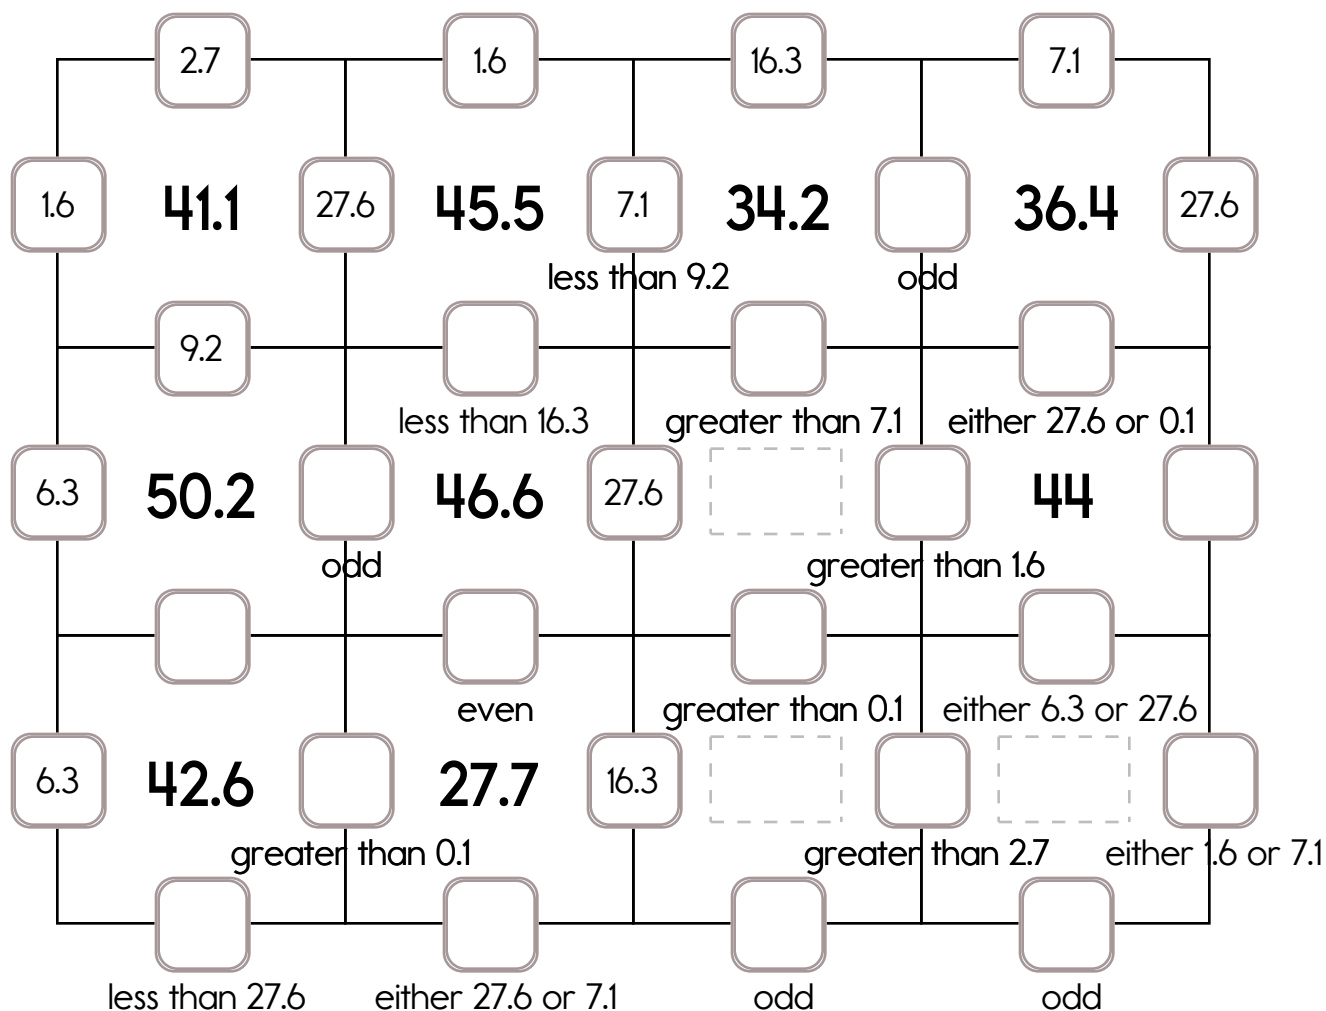 2.7 1.6 16.3 7.1
1.6 41.1 27.6 45.5 7.1 34.2 36.4 27.6
less than 9.2 odd
9.2
less than 16.3 greater than 7.1 either 27.6 or 0.1
6.3 50.2 46.6 27.6 44
odd greater than 1.6
even greater than 0.1 either 6.3 or 27.6
6.3 42.6 27.7 16.3
greater than 0.1 greater than 2.7 either 1.6 or 7.1
less than 27.6 either 27.6 or 7.1 odd odd